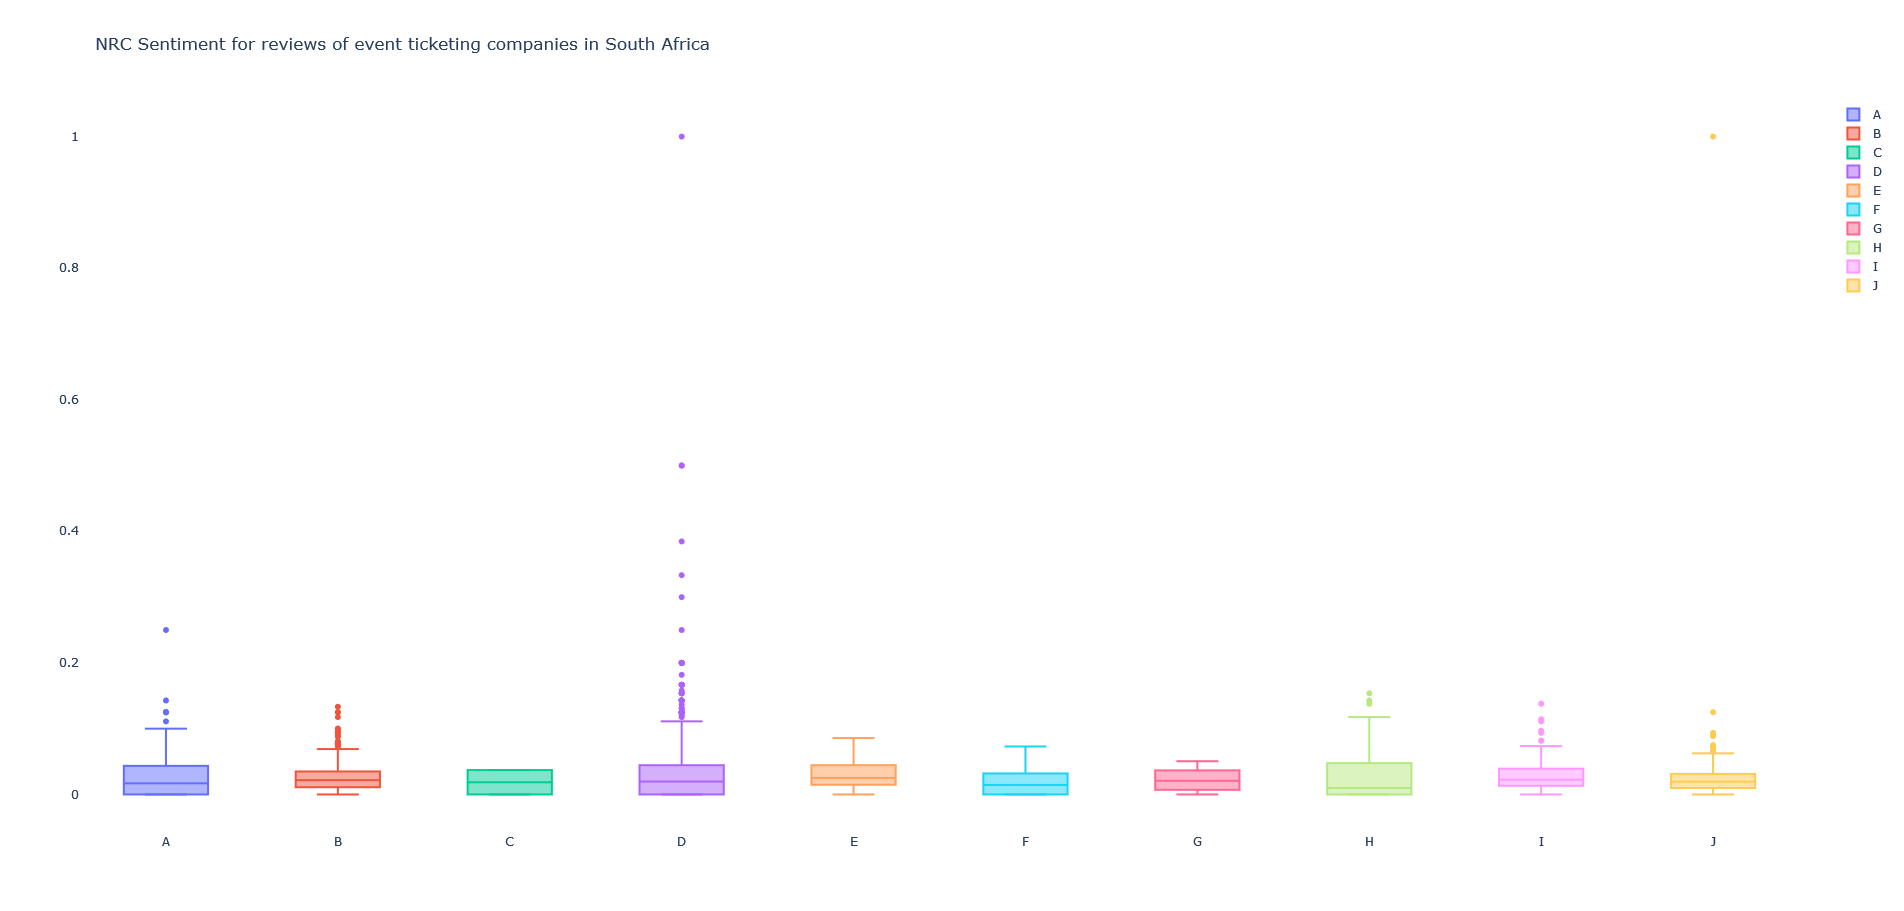 NRC Sentiment for reviews of event ticketing companies in South Africa
1
0.8
0.6
0.4
0.2
0
A B C D E F G H I J
A
B
C
D
E
F
G
H
I
J